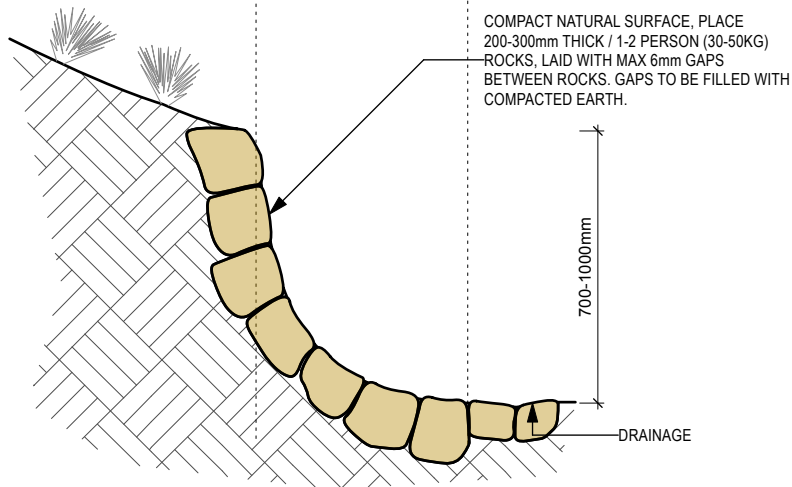 COMPACT NATURAL SURFACE, PLACE
200-300mm THICK / 1-2 PERSON (30-50KG)
ROCKS, LAID WITH MAX 6mm GAPS
BETWEEN ROCKS. GAPS TO BE FILLED WITH
COMPACTED EARTH.
700-1000mm
DRAINAGE